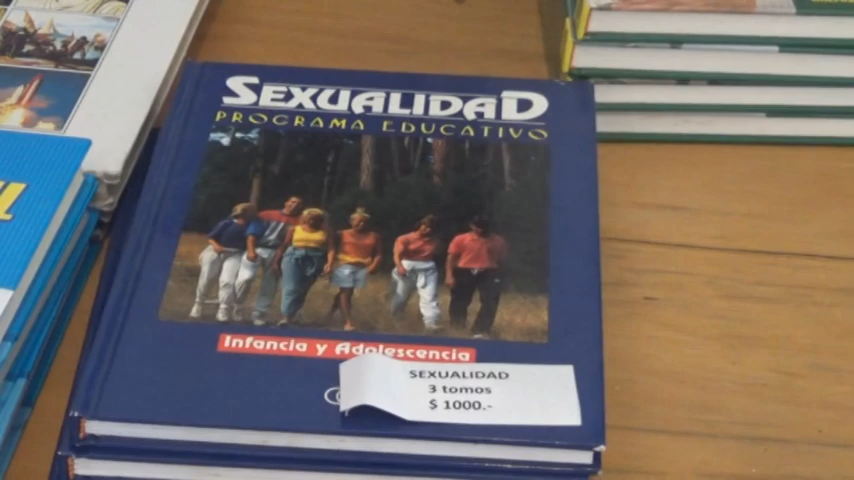 SEXUALIDAD
PROGRAMA EDUCATIVO
Infancia y Adolescencia
SEXUALIDAD
3 tomos
$ 1000.-